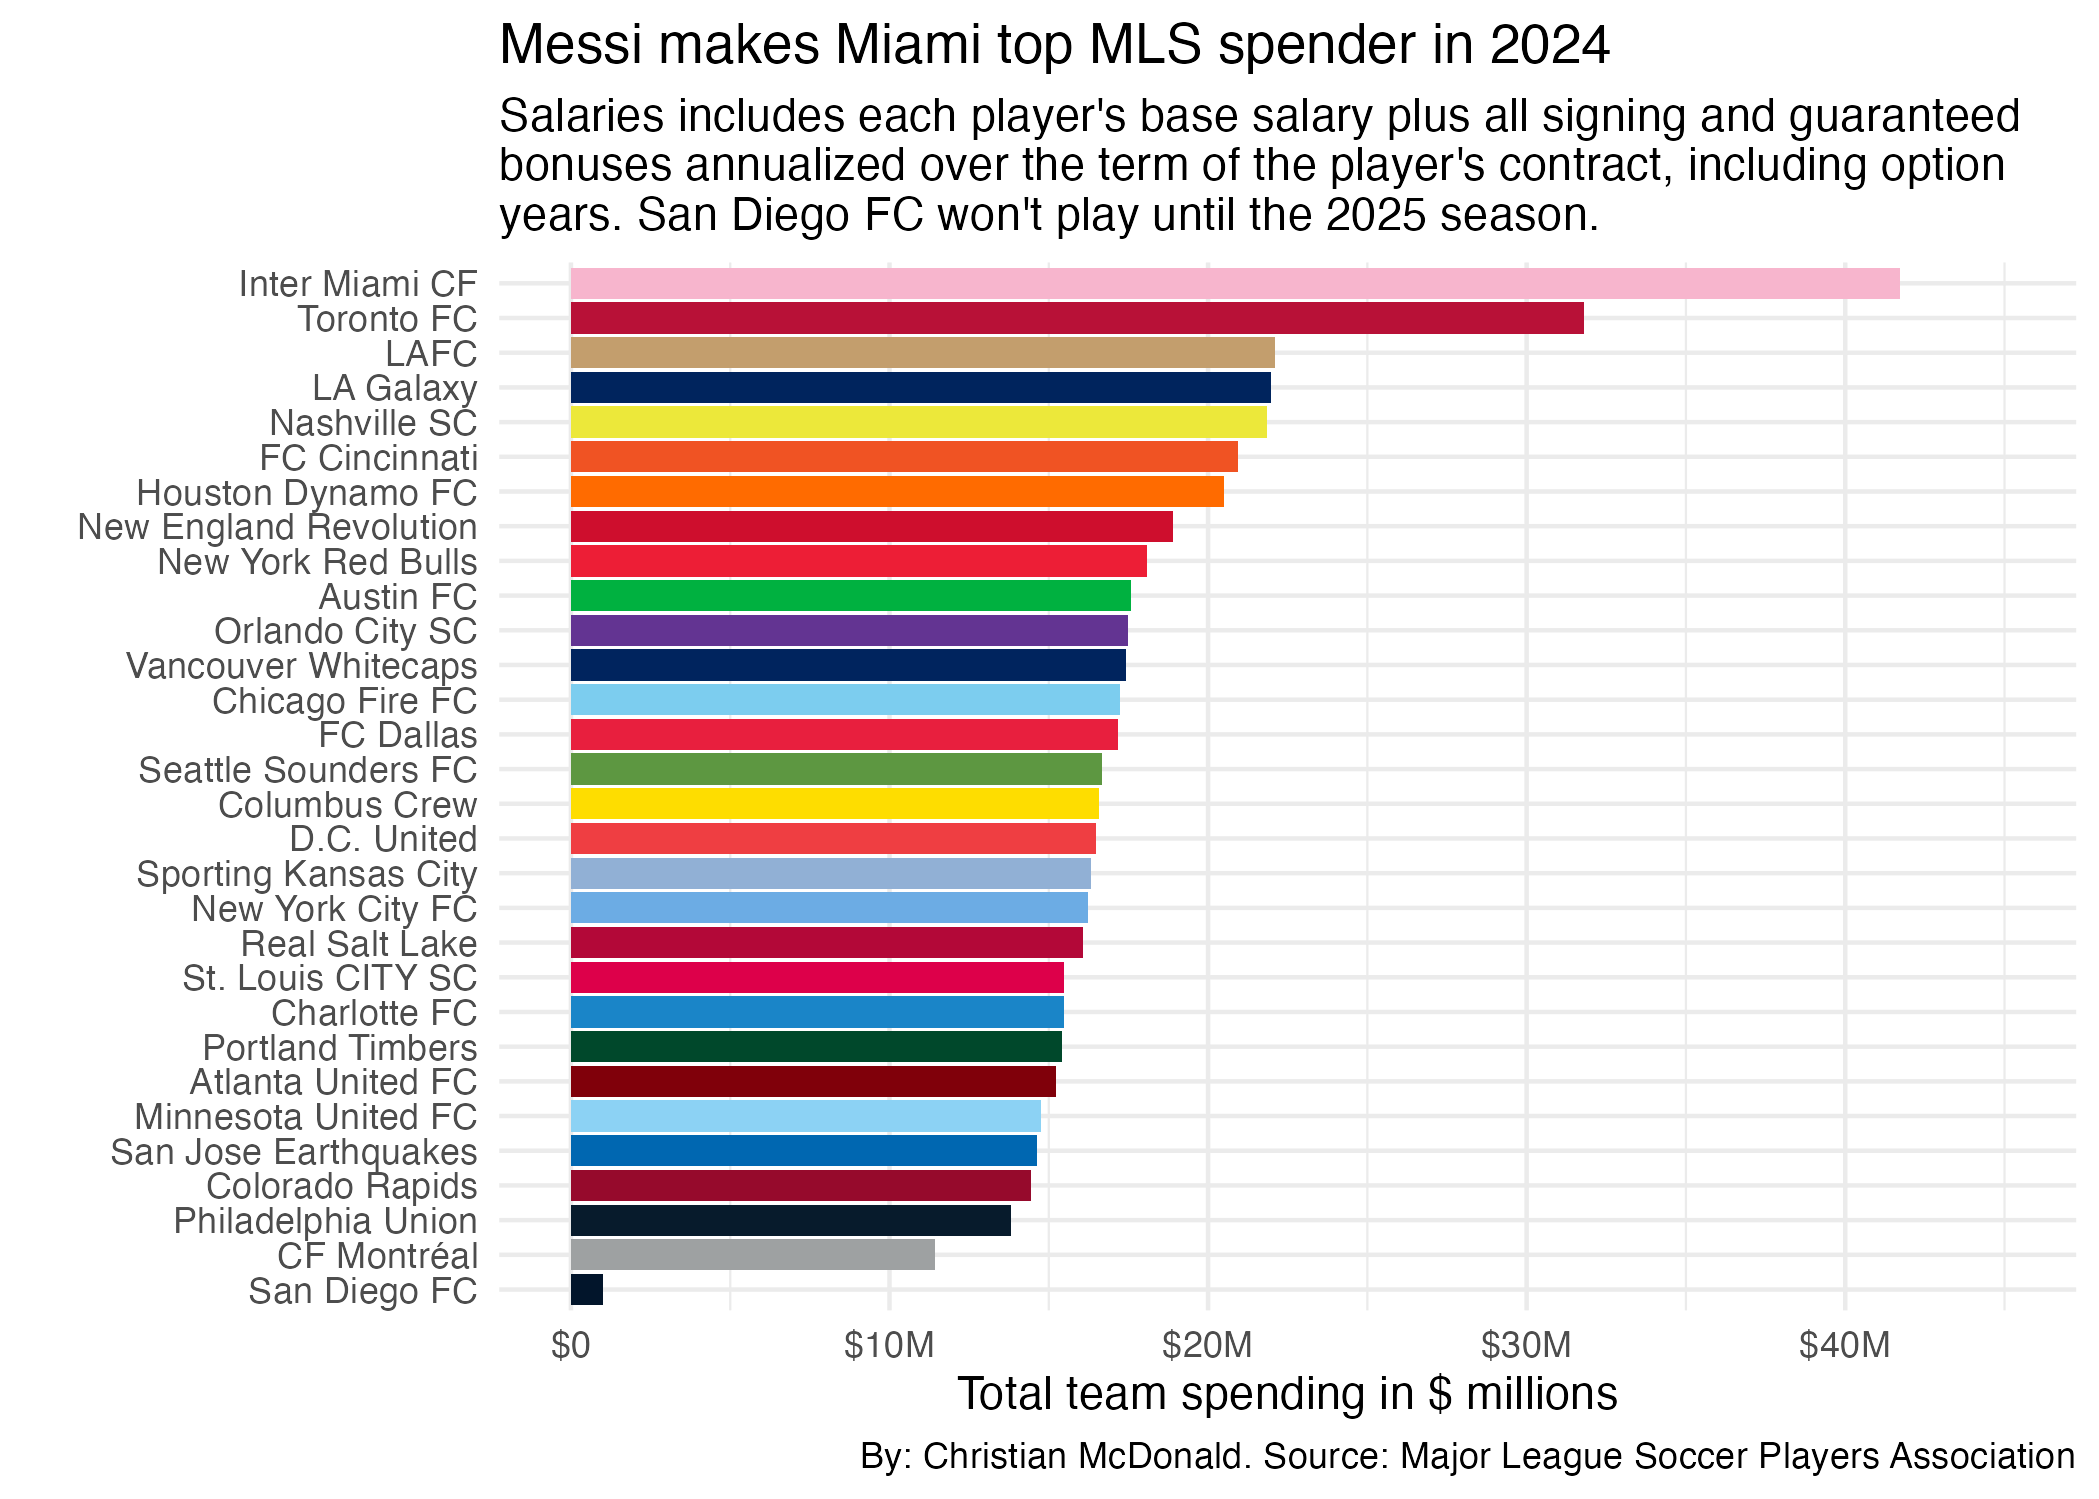 Messi makes Miami top MLS spender in 2024
Salaries includes each player's base salary plus all signing and guaranteed
bonuses annualized over the term of the player's contract, including option
years. San Diego FC won't play until the 2025 season.
Inter Miami CF
Toronto FC
LAFC
LA Galaxy
Nashville SC
FC Cincinnati
Houston Dynamo FC
New England Revolution
New York Red Bulls
Austin FC
Orlando City SC
Vancouver Whitecaps
Chicago Fire FC
FC Dallas
Seattle Sounders FC
Columbus Crew
D.C. United
Sporting Kansas City
New York City FC
Real Salt Lake
St. Louis CITY SC
Charlotte FC
Portland Timbers
Atlanta United FC
Minnesota United FC
San Jose Earthquakes
Colorado Rapids
Philadelphia Union
CF Montréal
San Diego FC
$0 $10M $20M $30M $40M
Total team spending in $ millions
By: Christian McDonald. Source: Major League Soccer Players Association